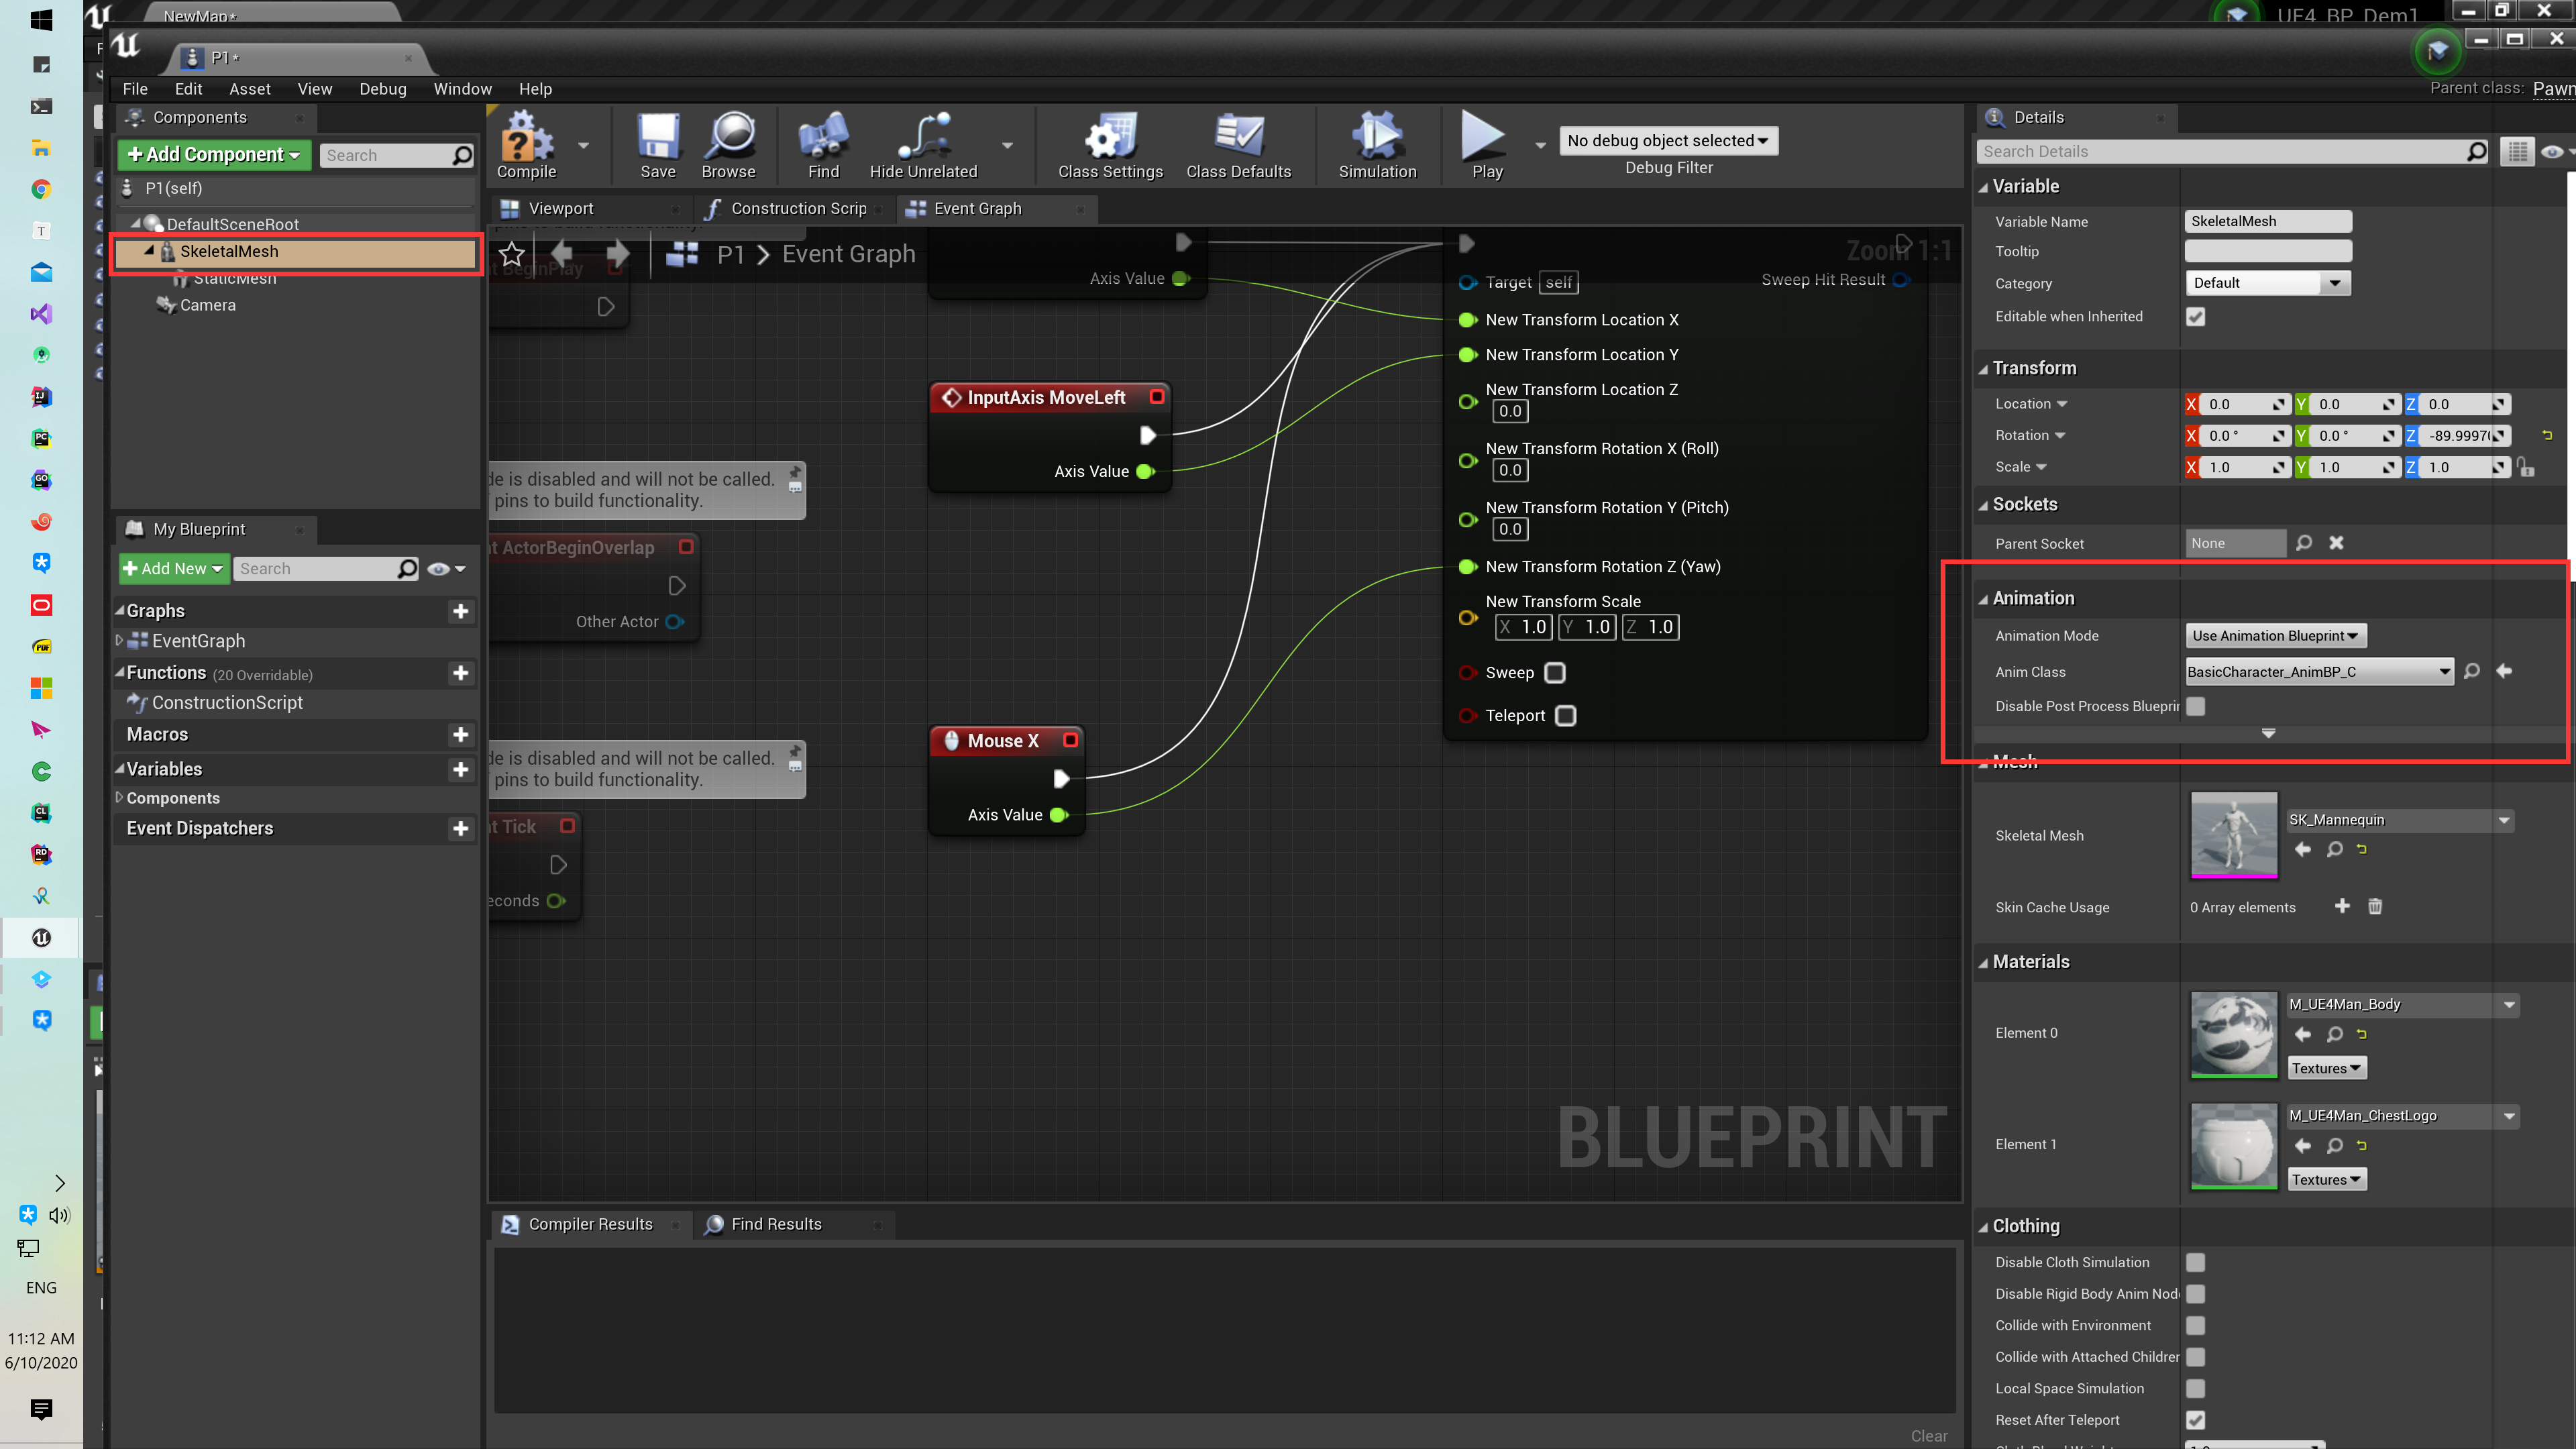 NewMap*
UE4_BP_Dem1
P1*
File Edit Asset View Debug Window Help
Parent class: Pawn
Components
+Add Component
Search
P1(self)
DefaultSceneRoot
SkeletalMesh
StaticMesh
Camera
My Blueprint
+Add New
Search
Graphs
EventGraph
Functions (20 Overridable)
ConstructionScript
Macros
Variables
Components
Event Dispatchers
Compile
Save
Browse
Find
Hide Unrelated
Class Settings
Class Defaults
Simulation
Play
No debug object selected
Debug Filter
Viewport
Construction Scrip
Event Graph
P1 > Event Graph
Zoom 1:1
pins to build functionality.
BeginPlay
Axis Value
InputAxis MoveLeft
Axis Value
de is disabled and will not be called.
pins to build functionality.
nt ActorBeginOverlap
Other Actor
de is disabled and will not be called.
pins to build functionality.
nt Tick
econds
Mouse X
Axis Value
Target self
Sweep Hit Result
New Transform Location X
New Transform Location Y
New Transform Location Z
0.0
New Transform Rotation X (Roll)
0.0
New Transform Rotation Y (Pitch)
0.0
New Transform Rotation Z (Yaw)
New Transform Scale
X 1.0 Y 1.0 Z 1.0
Sweep
Teleport
BLUEPRINT
Compiler Results
Find Results
Clear
Details
Search Details
Variable
Variable Name SkeletalMesh
Tooltip
Category Default
Editable when Inherited
Transform
Location X 0.0 Y 0.0 Z 0.0
Rotation X 0.0 ° Y 0.0 ° Z -89.9997
Scale X 1.0 Y 1.0 Z 1.0
Sockets
Parent Socket None
Animation
Animation Mode Use Animation Blueprint
Anim Class BasicCharacter_AnimBP_C
Disable Post Process Bluepri
Mesh
Skeletal Mesh SK_Mannequin
Skin Cache Usage 0 Array elements
Materials
Element 0 M_UE4Man_Body
Textures
Element 1 M_UE4Man_ChestLogo
Textures
Clothing
Disable Cloth Simulation
Disable Rigid Body Anim Node
Collide with Environment
Collide with Attached Children
Local Space Simulation
Reset After Teleport
ENG
11:12 AM
6/10/2020